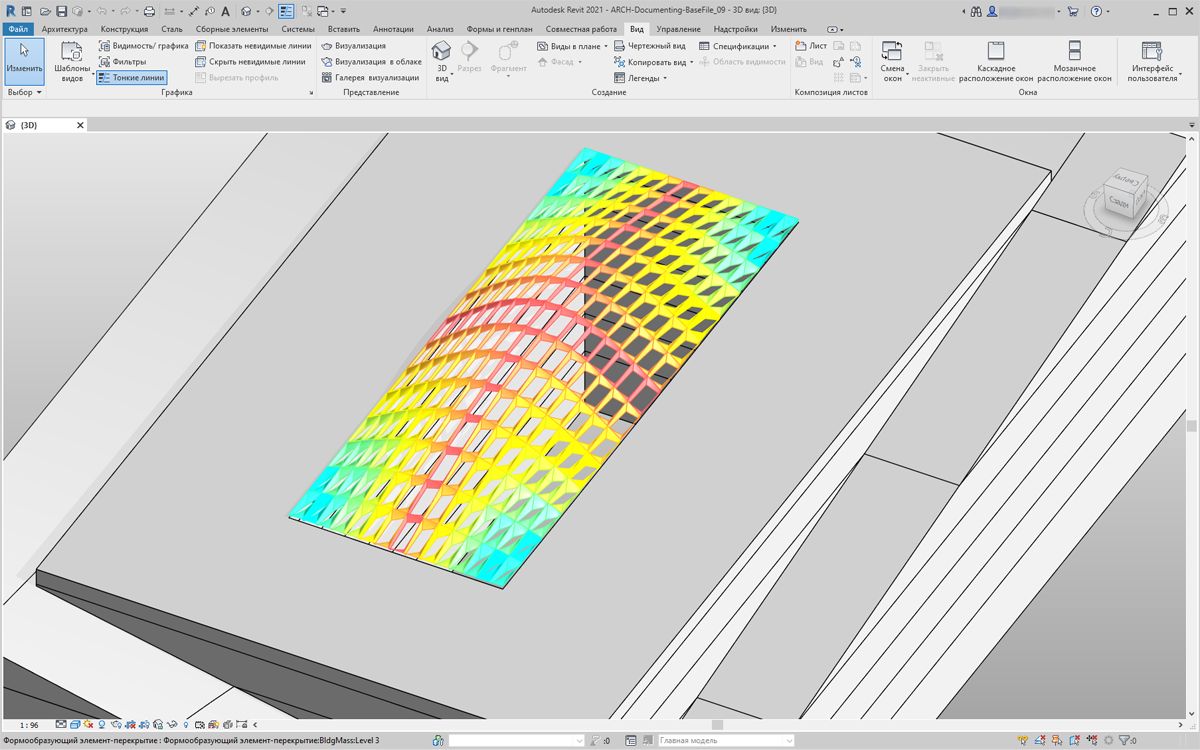 Autodesk Revit 2021 - ARCH-Documenting-BaseFile_09 - 3D вид: {3D}
Файл Архитектура Конструкция Сталь Сборные элементы Системы Вставить Аннотации Анализ Формы и генплан Совместная работа Вид Управление Надстройки Изменить
Изменить
Выбор
Шаблоны видов
Видимость/ графика
Фильтры
Тонкие линии
Показать невидимые линии
Скрыть невидимые линии
Вырезать профиль
Графика
Визуализация
Визуализация в облаке
Галерея визуализации
Представление
3D вид
Разрез
Фрагмент
Виды в плане
Фасад
Чертежный вид
Копировать вид
Легенды
Спецификации
Область видимости
Создание
Лист
Вид
Композиция листов
Смена окон
Закрыть неактивные
Каскадное расположение окон
Мозаичное расположение окон
Окна
Интерфейс пользователя
{3D}
Сверху
1 : 96
Формообразующий элемент-перекрытие : Формообразующий элемент-перекрытие:BldgMass:Level 3
:0
Главная модель
:0